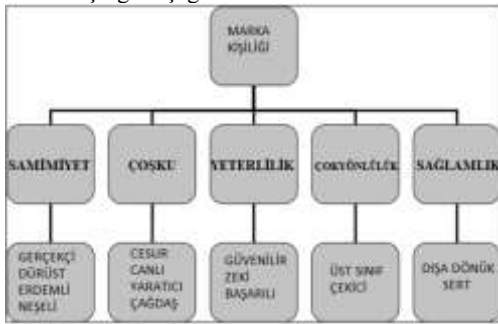 MARKA
KİŞİLİĞİ
SAMİMİYET
ÇOŞKU
YETERLİLİK
ÇOKYÖNLÜLÜK
SAĞLAMLIK
GERÇEKÇİ
DÜRÜST
ERDEMLİ
NEŞELİ
CESUR
CANLI
YARATICI
ÇAĞDAŞ
GÜVENİLİR
ZEKİ
BAŞARILI
ÜST SINIF
ÇEKİCİ
DIŞA DÖNÜK
SERT